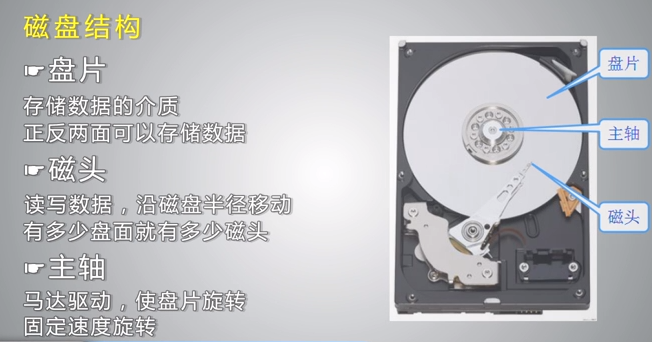 磁盘结构
☛盘片
存储数据的介质
正反两面可以存储数据
☛磁头
读写数据，沿磁盘半径移动
有多少盘面就有多少磁头
☛主轴
马达驱动，使盘片旋转
固定速度旋转
盘片
主轴
磁头